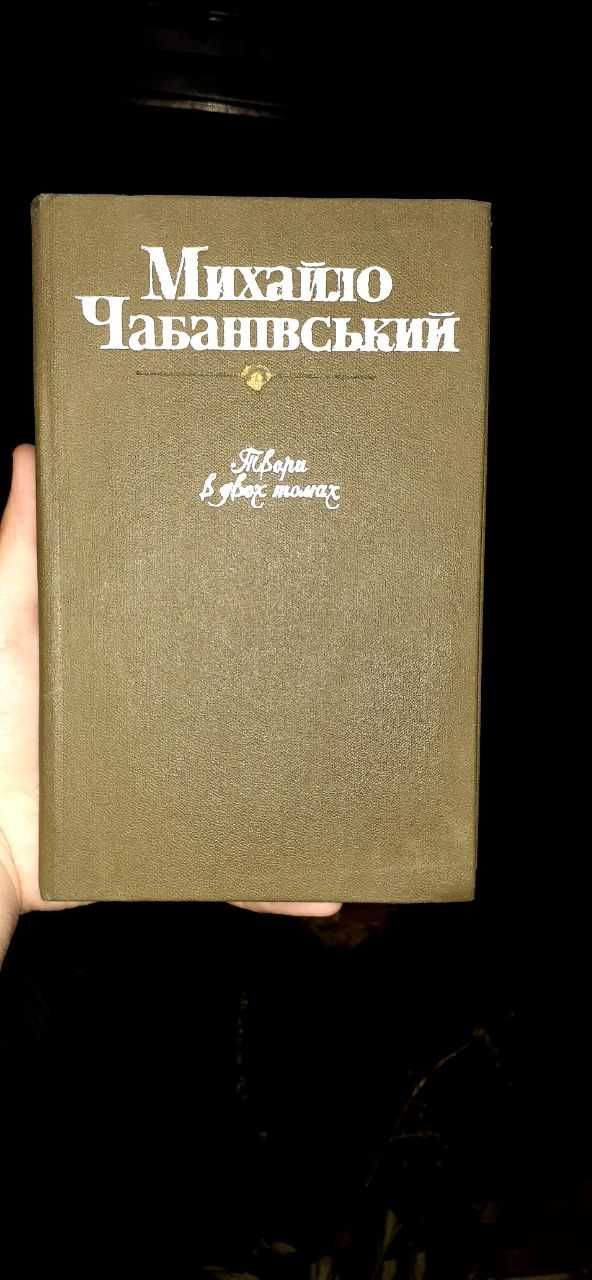 Михайло
Чабанівський
Твори
в двох томах